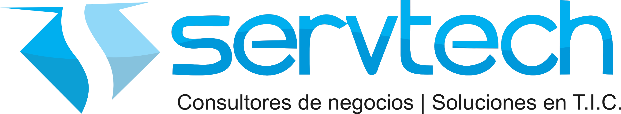 servtech
Consultores de negocios | Soluciones en T.I.C.